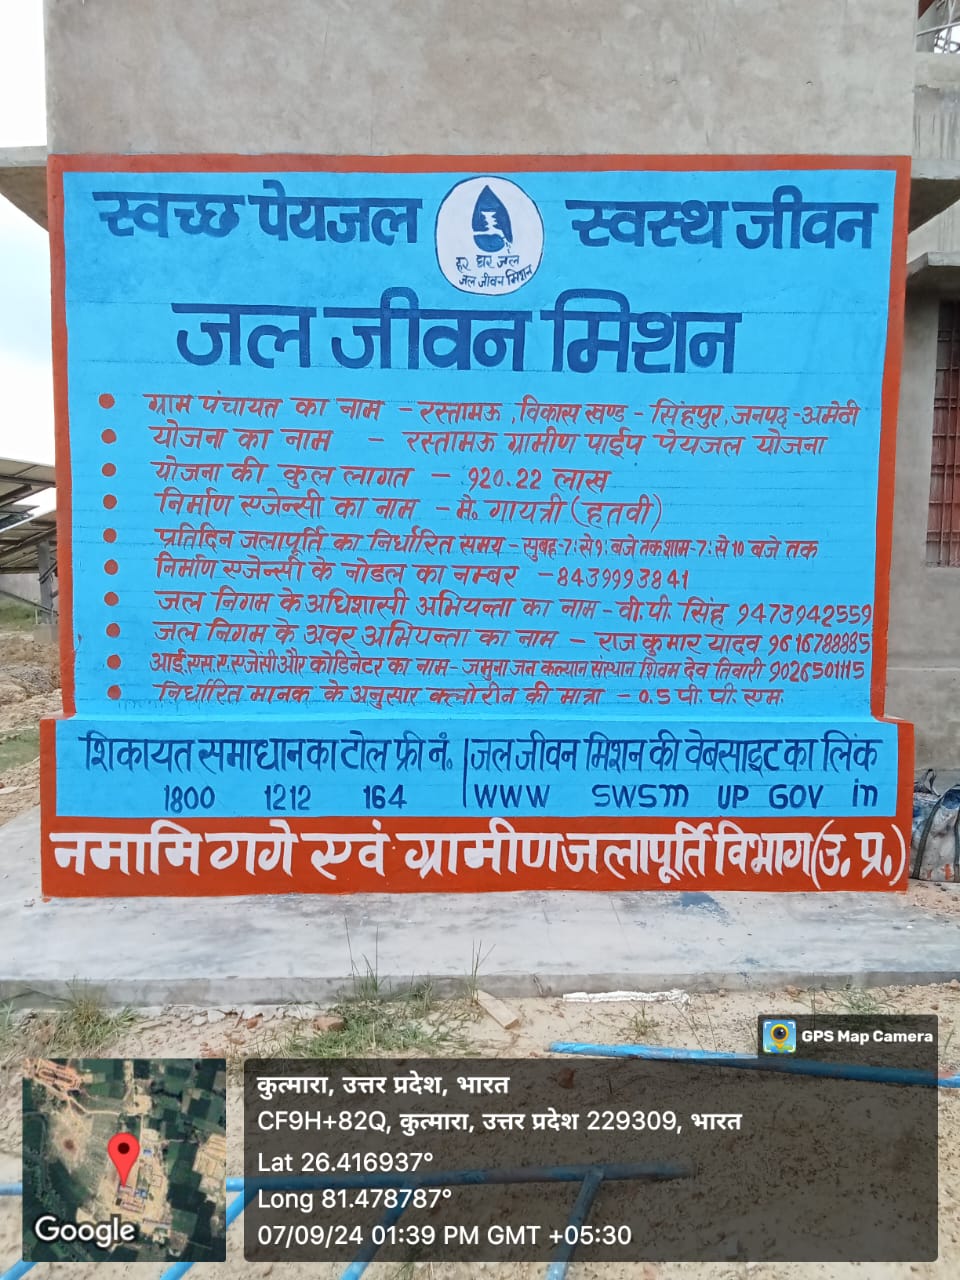 स्वच्छ पेयजल स्वस्थ जीवन
हर घर जल
जल जीवन मिशन
जल जीवन मिशन
• ग्राम पंचायत का नाम – रस्तामऊ, विकास खण्ड – सिंहपुर, जनपद – अमेठी
• योजना का नाम – रस्तामऊ ग्रामीण पाईप पेयजल योजना
• योजना की कुल लागत – 920.22 लाख
• निर्माण एजेन्सी का नाम – मै. गायत्री (हतवी)
• प्रतिदिन जलापूर्ति का निर्धारित समय – सुबह-7:से9: बजे तक शाम-7:से 10 बजे तक
• निर्माण एजेन्सी के नोडल का नम्बर – 8439993841
• जल निगम के अधिशासी अभियन्ता का नाम – वी.पी. सिंह 9473942559
• जल निगम के अवर अभियन्ता का नाम – राज कुमार यादव 9616788885
• आई.एस.ए. एजेंसी और कोडिनेटर का नाम – जमुना जन कल्यान संस्थान शिवम देव तिवारी 9026501115
• निर्धारित मानक के अनुसार क्लोरीन की मात्रा – 0.5 पी.पी.एम.
शिकायत समाधान का टोल फ्री नं. | जल जीवन मिशन की वेबसाइट का लिंक
1800 1212 164 | WWW SWSM UP GOV in
नमामि गगे एवं ग्रामीण जलापूर्ति विभाग (उ. प्र.)
GPS Map Camera
कुत्मारा, उत्तर प्रदेश, भारत
CF9H+82Q, कुत्मारा, उत्तर प्रदेश 229309, भारत
Lat 26.416937°
Long 81.478787°
07/09/24 01:39 PM GMT +05:30
Google